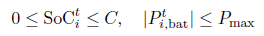 0 ≤ SoC_i^t ≤ C, |P_{i,bat}^t| ≤ P_max